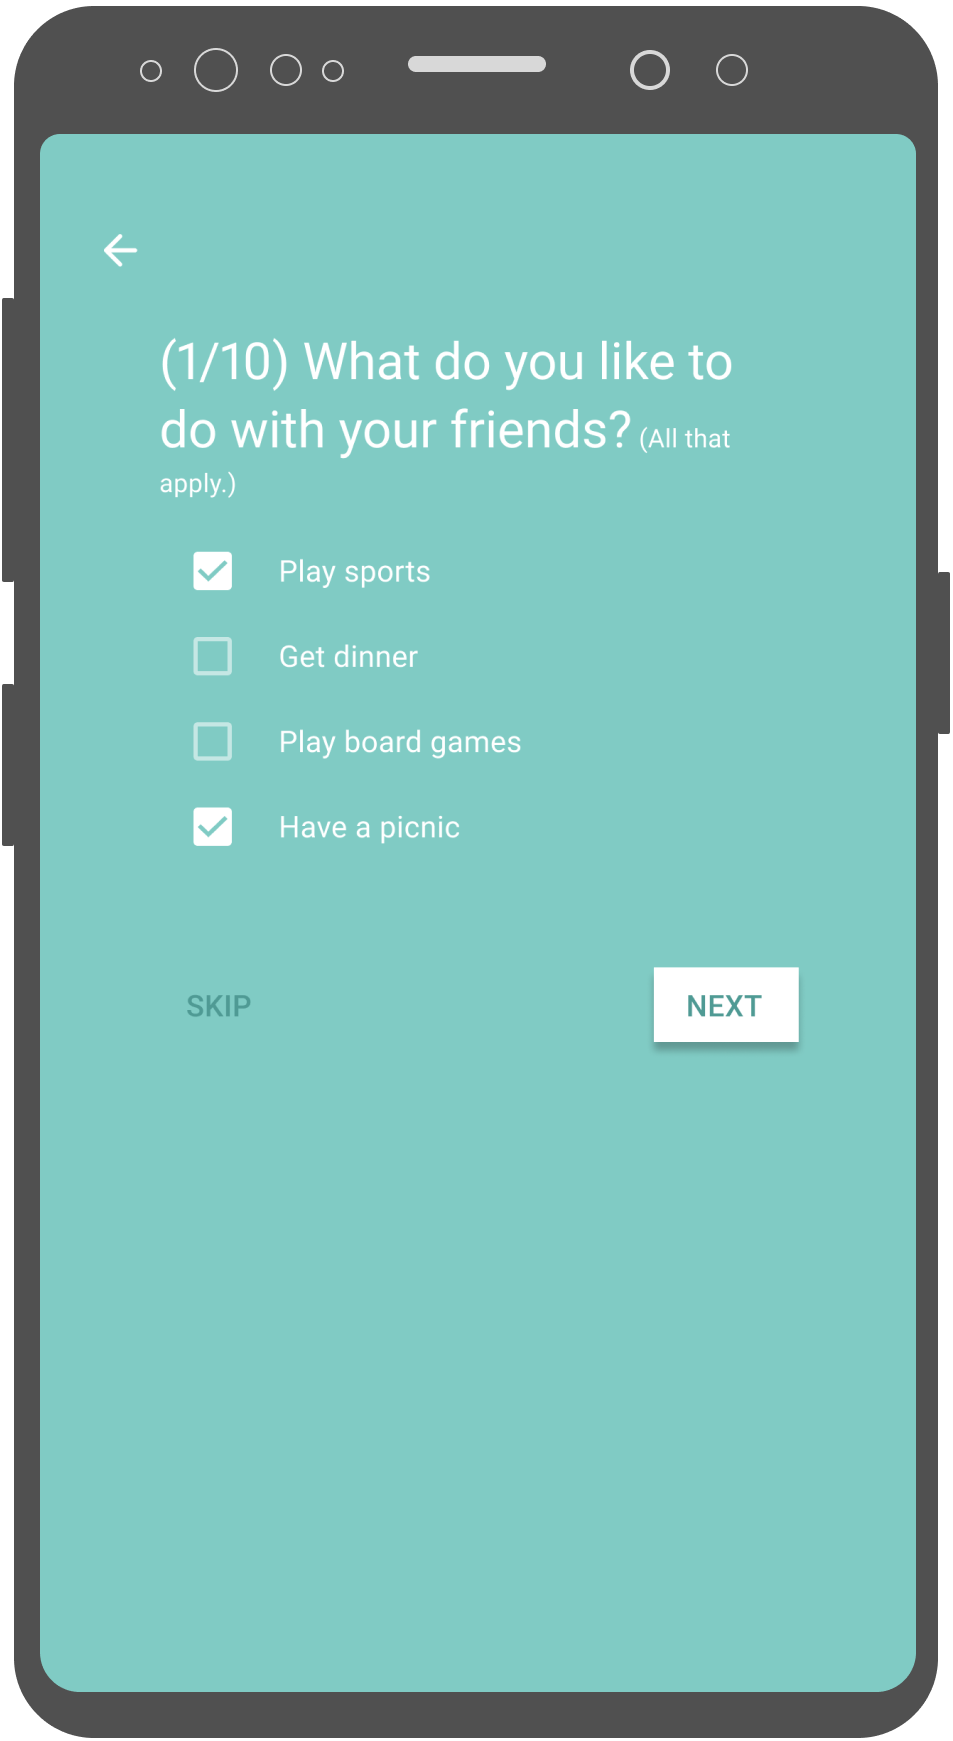 (1/10) What do you like to
do with your friends? (All that
apply.)
Play sports
Get dinner
Play board games
Have a picnic
SKIP
NEXT